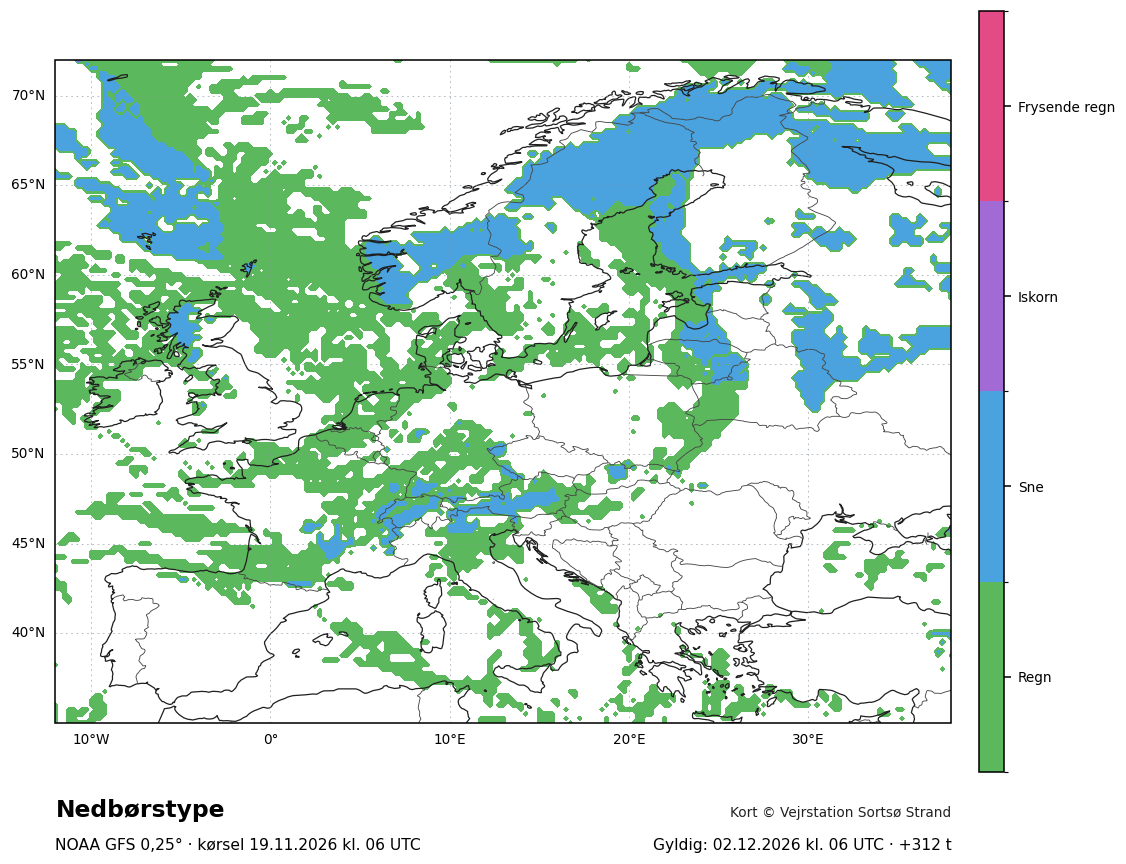 70°N
65°N
60°N
55°N
50°N
45°N
40°N
10°W
0°
10°E
20°E
30°E
Frysende regn
Iskorn
Sne
Regn
Nedbørstype
Kort © Vejrstation Sortsø Strand
NOAA GFS 0,25° · kørsel 19.11.2026 kl. 06 UTC
Gyldig: 02.12.2026 kl. 06 UTC · +312 t